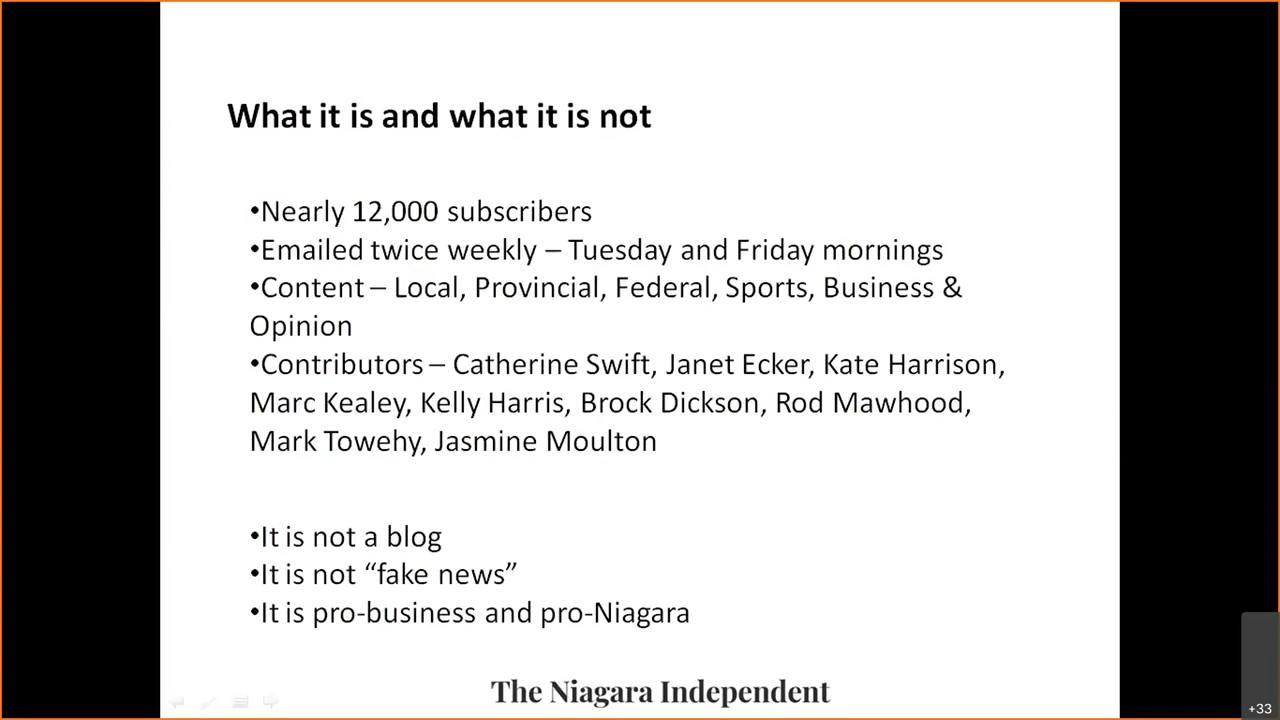 What it is and what it is not
•Nearly 12,000 subscribers
•Emailed twice weekly – Tuesday and Friday mornings
•Content – Local, Provincial, Federal, Sports, Business &
Opinion
•Contributors – Catherine Swift, Janet Ecker, Kate Harrison,
Marc Kealey, Kelly Harris, Brock Dickson, Rod Mawhood,
Mark Towehy, Jasmine Moulton
•It is not a blog
•It is not “fake news”
•It is pro-business and pro-Niagara
The Niagara Independent
+33